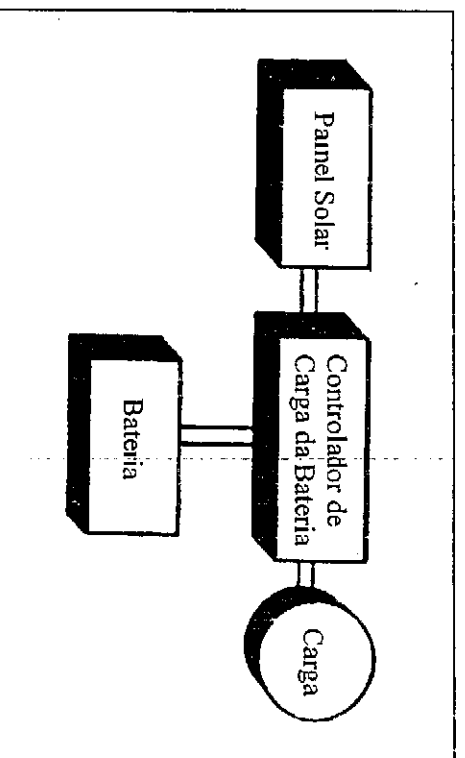 Painel Solar
Controlador de
Carga da Bateria
Carga
Bateria